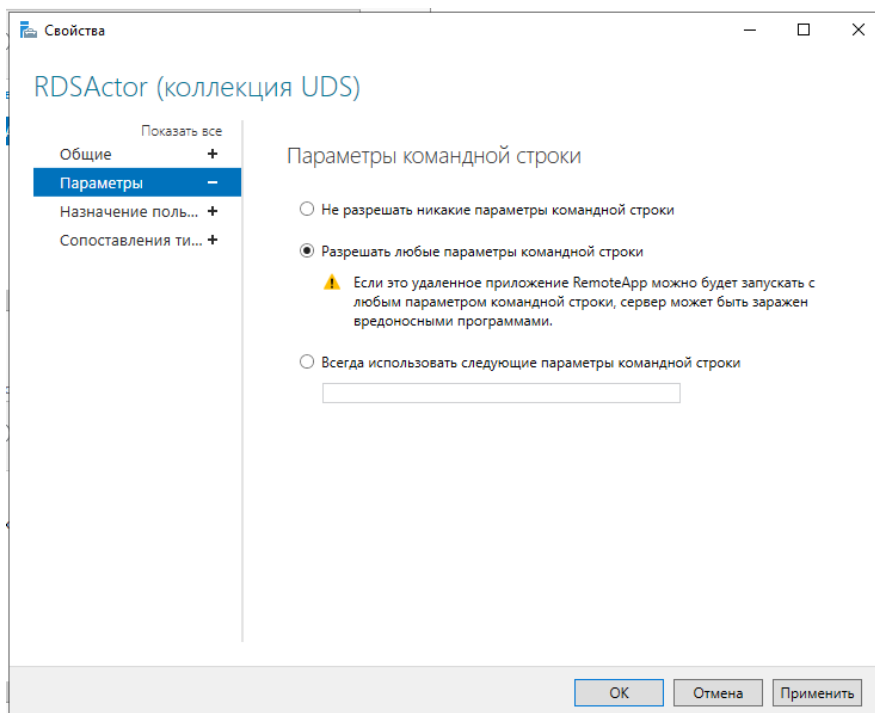 Свойства
RDSActor (коллекция UDS)
Показать все
Общие +
Параметры −
Назначение поль... +
Сопоставления ти... +
Параметры командной строки
Не разрешать никакие параметры командной строки
Разрешать любые параметры командной строки
Если это удаленное приложение RemoteApp можно будет запускать с
любым параметром командной строки, сервер может быть заражен
вредоносными программами.
Всегда использовать следующие параметры командной строки
ОК
Отмена
Применить